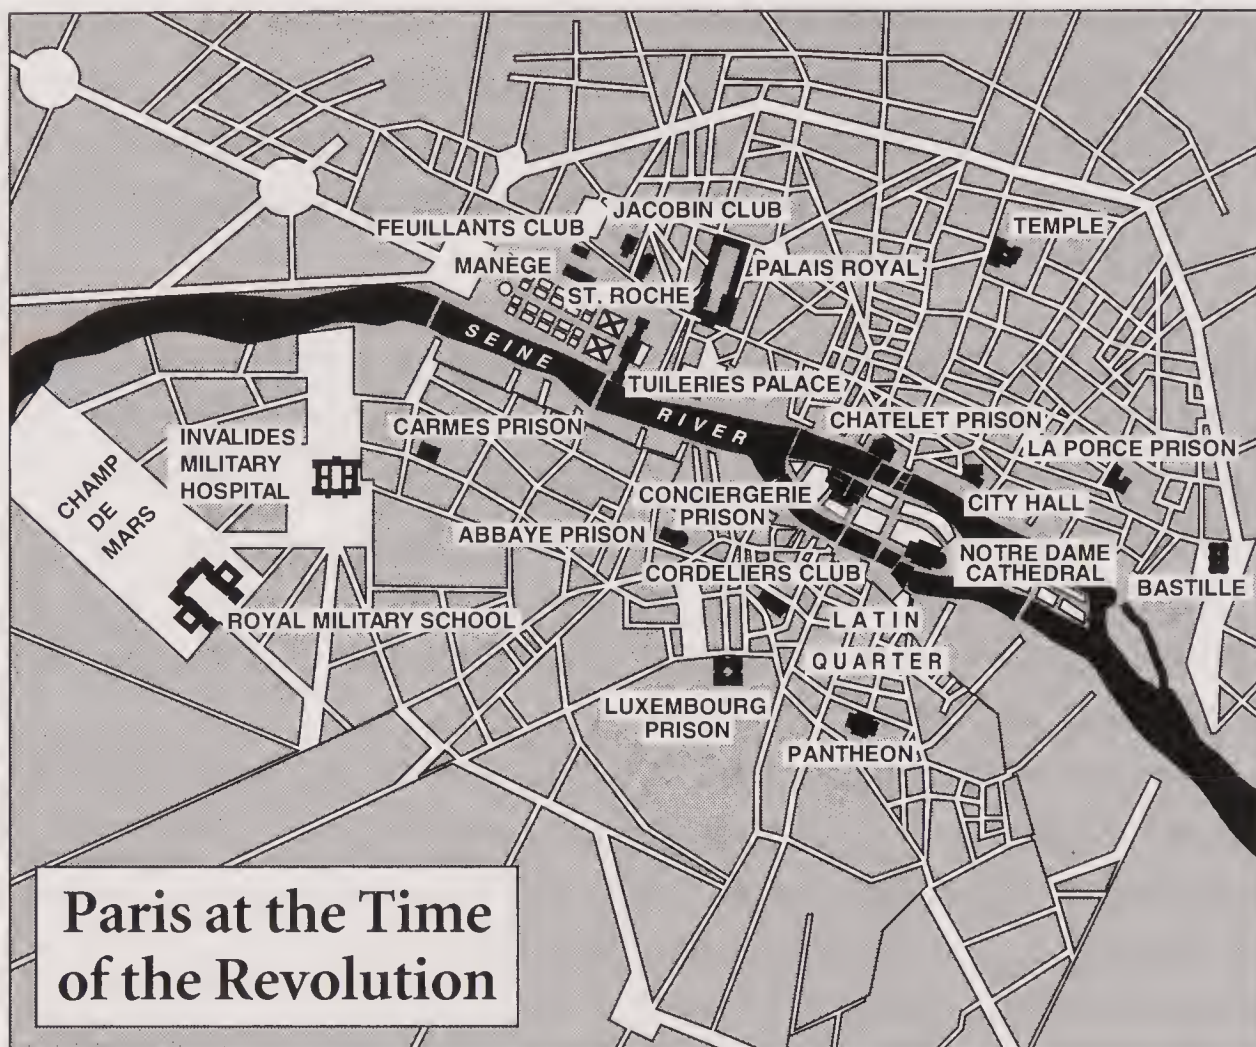 JACOBIN CLUB
FEUILLANTS CLUB
TEMPLE
MANÈGE
PALAIS ROYAL
ST. ROCHE
SEINE
RIVER
TUILERIES PALACE
CHATELET PRISON
CARMES PRISON
INVALIDES
MILITARY
HOSPITAL
LA PORCE PRISON
CHAMP
DE
MARS
CONCIERGERIE
PRISON
CITY HALL
ABBAYE PRISON
NOTRE DAME
CATHEDRAL
CORDELIERS CLUB
BASTILLE
ROYAL MILITARY SCHOOL
LATIN
QUARTER
LUXEMBOURG
PRISON
PANTHEON
Paris at the Time
of the Revolution